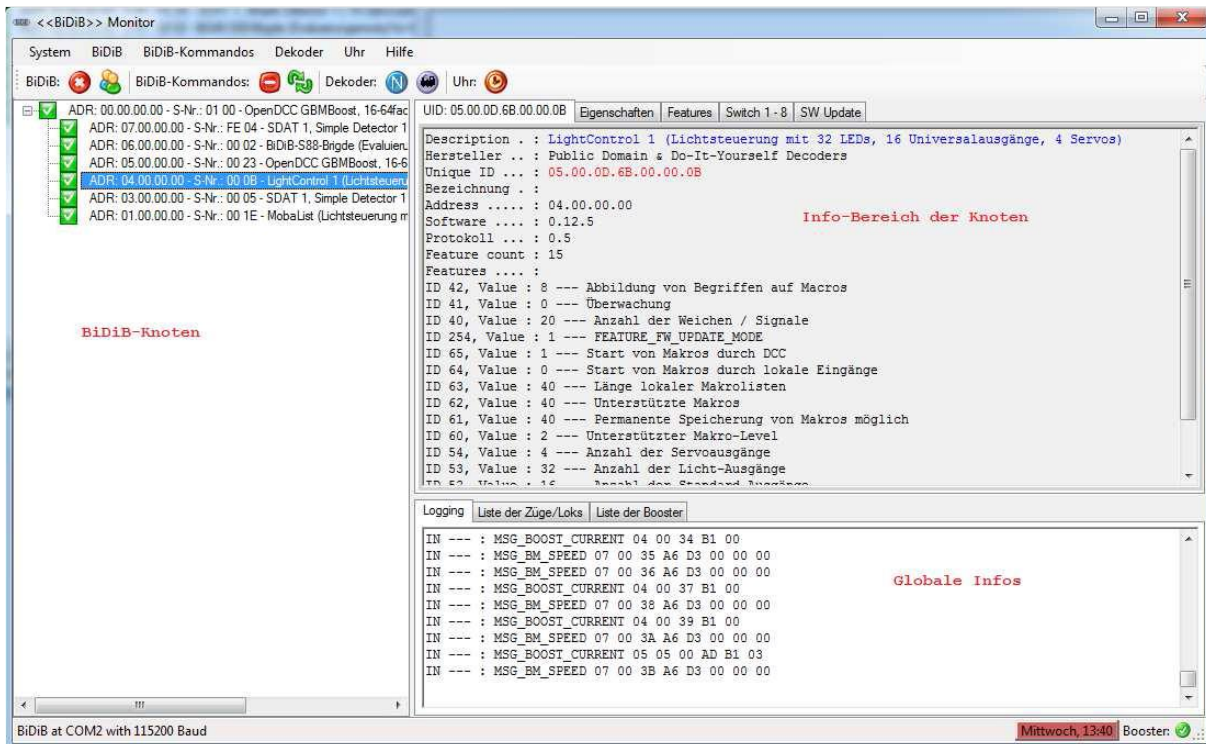 <<BiDiB>> Monitor
System BiDiB BiDiB-Kommandos Dekoder Uhr Hilfe
BiDiB: BiDiB-Kommandos: Dekoder: N Uhr:
ADR: 00.00.00.00 - S-Nr.: 01 00 - OpenDCC GBMBoost, 16-64fac
ADR: 07.00.00.00 - S-Nr.: FE 04 - SDAT 1, Simple Detector 1
ADR: 06.00.00.00 - S-Nr.: 00 02 - BiDiB-S88-Brigde (Evaluieru
ADR: 05.00.00.00 - S-Nr.: 00 23 - OpenDCC GBMBoost, 16-6
ADR: 04.00.00.00 - S-Nr.: 00 0B - LightControl 1 (Lichtsteueru
ADR: 03.00.00.00 - S-Nr.: 00 05 - SDAT 1, Simple Detector 1
ADR: 01.00.00.00 - S-Nr.: 00 1E - MobaList (Lichtsteuerung m
BiDiB-Knoten
UID: 05.00.0D.6B.00.00.0B Eigenschaften Features Switch 1 - 8 SW Update
Description . : LightControl 1 (Lichtsteuerung mit 32 LEDs, 16 Universalausgänge, 4 Servos)
Hersteller .. : Public Domain & Do-It-Yourself Decoders
Unique ID ... : 05.00.0D.6B.00.00.0B
Bezeichnung . :
Address ..... : 04.00.00.00
Software .... : 0.12.5
Protokoll ... : 0.5
Feature count : 15
Features .... :
Info-Bereich der Knoten
ID 42, Value : 8 --- Abbildung von Begriffen auf Macros
ID 41, Value : 0 --- Überwachung
ID 40, Value : 20 --- Anzahl der Weichen / Signale
ID 254, Value : 1 --- FEATURE_FW_UPDATE_MODE
ID 65, Value : 1 --- Start von Makros durch DCC
ID 64, Value : 0 --- Start von Makros durch lokale Eingänge
ID 63, Value : 40 --- Länge lokaler Makrolisten
ID 62, Value : 40 --- Unterstützte Makros
ID 61, Value : 40 --- Permanente Speicherung von Makros möglich
ID 60, Value : 2 --- Unterstützter Makro-Level
ID 54, Value : 4 --- Anzahl der Servoausgänge
ID 53, Value : 32 --- Anzahl der Licht-Ausgänge
ID 52, Value : 16 --- Anzahl der Standard Ausgänge
Logging Liste der Züge/Loks Liste der Booster
IN --- : MSG_BOOST_CURRENT 04 00 34 B1 00
IN --- : MSG_BM_SPEED 07 00 35 A6 D3 00 00 00
IN --- : MSG_BM_SPEED 07 00 36 A6 D3 00 00 00
IN --- : MSG_BOOST_CURRENT 04 00 37 B1 00
IN --- : MSG_BM_SPEED 07 00 38 A6 D3 00 00 00
IN --- : MSG_BOOST_CURRENT 04 00 39 B1 00
IN --- : MSG_BM_SPEED 07 00 3A A6 D3 00 00 00
IN --- : MSG_BOOST_CURRENT 05 05 00 AD B1 03
IN --- : MSG_BM_SPEED 07 00 3B A6 D3 00 00 00
Globale Infos
BiDiB at COM2 with 115200 Baud
Mittwoch, 13:40 Booster: